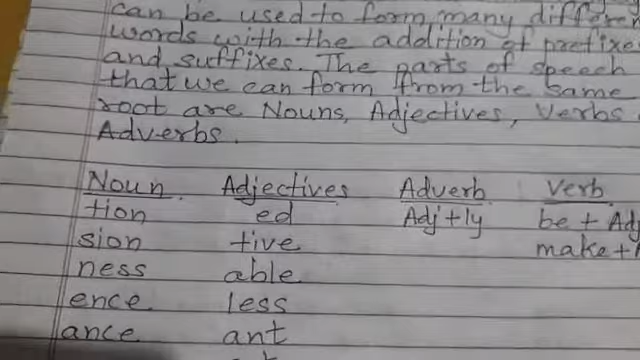 can be used to form many differen
words with the addition of prefixe
and suffixes. The parts of speech
that we can form from the same
root are Nouns, Adjectives, Verbs
Adverbs.
Noun Adjectives Adverb Verb
tion ed Adj+ly be + Adj
sion tive make +
ness able
ence less
ance ant